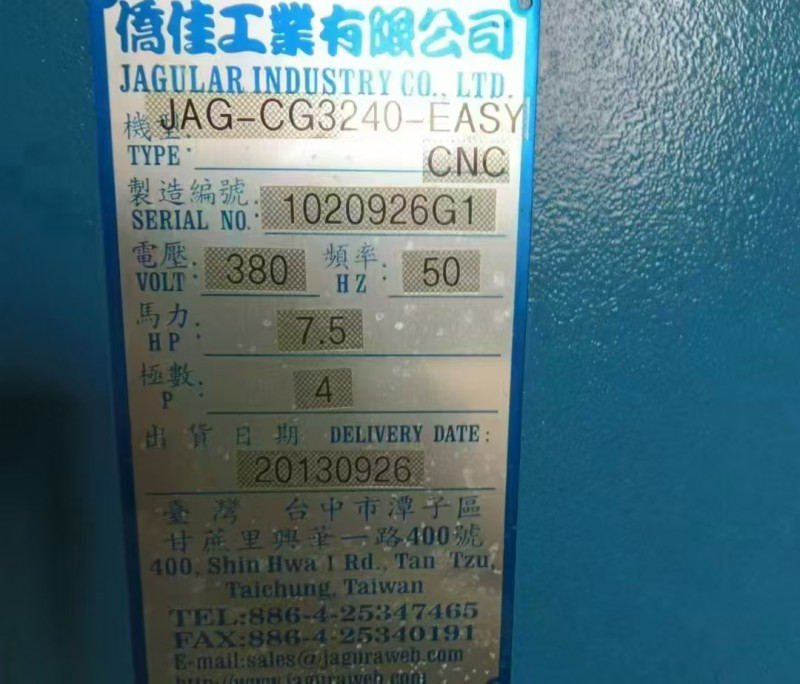 僑佳工業有限公司
JAGULAR INDUSTRY CO., LTD.
機型: JAG-CG3240-EASY
TYPE CNC
製造編號:
SERIAL NO. 1020926G1
電壓: 頻率:
VOLT 380 HZ 50
馬力:
HP 7.5
極數:
P 4
出貨日期 DELIVERY DATE:
20130926
臺灣 台中市潭子區
甘蔗里興華一路400號
400, Shin Hwa 1 Rd., Tan Tzu,
Taichung, Taiwan
TEL:886-4-25347465
FAX:886-4-25340191
E-mail:sales@jaguraweb.com
http://www.jaguraweb.com